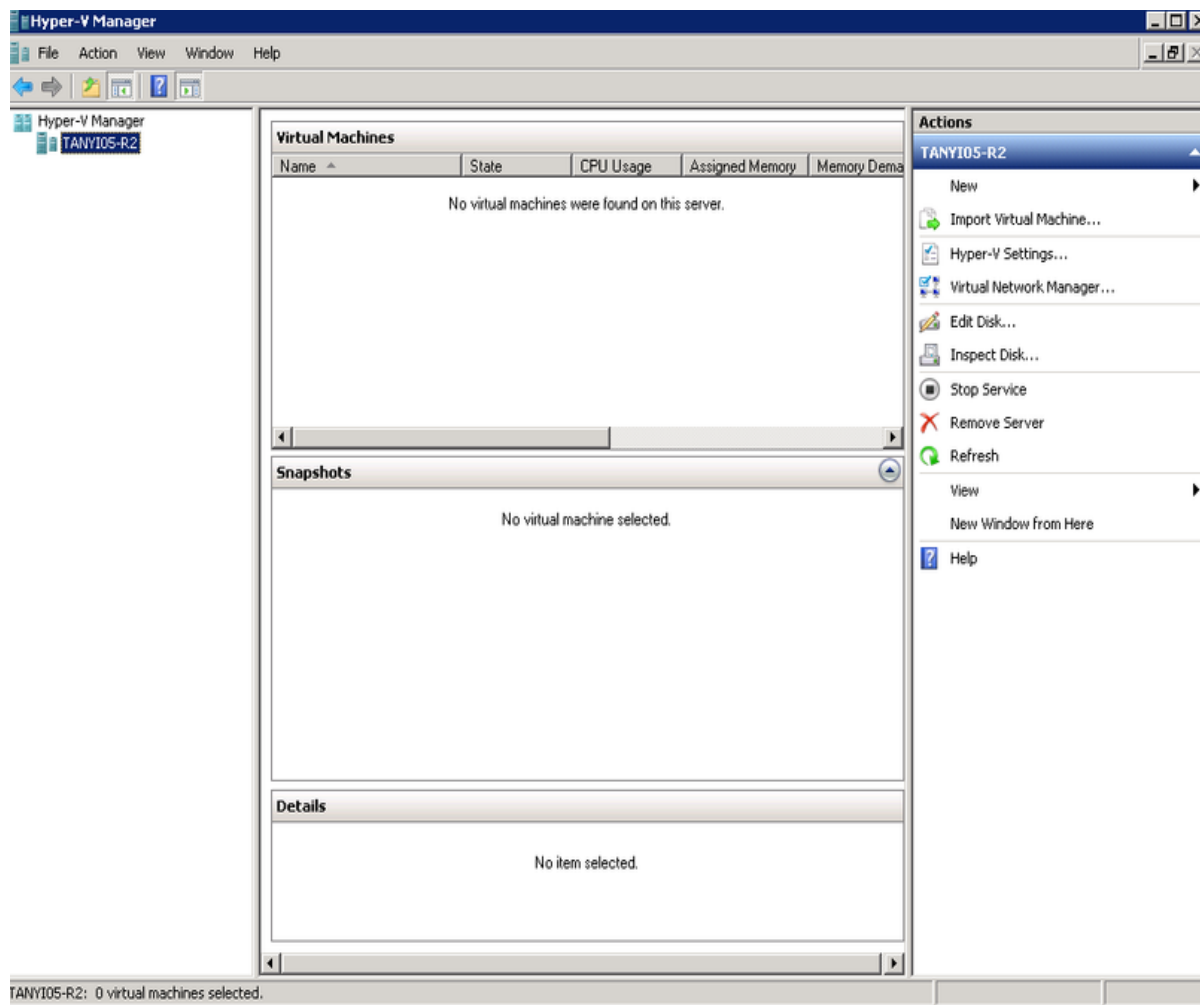 Hyper-V Manager
File Action View Window Help
Hyper-V Manager
TANYI05-R2
Virtual Machines
Name State CPU Usage Assigned Memory Memory Dema
No virtual machines were found on this server.
Snapshots
No virtual machine selected.
Details
No item selected.
Actions
TANYI05-R2
New
Import Virtual Machine...
Hyper-V Settings...
Virtual Network Manager...
Edit Disk...
Inspect Disk...
Stop Service
Remove Server
Refresh
View
New Window from Here
Help
TANYI05-R2: 0 virtual machines selected.